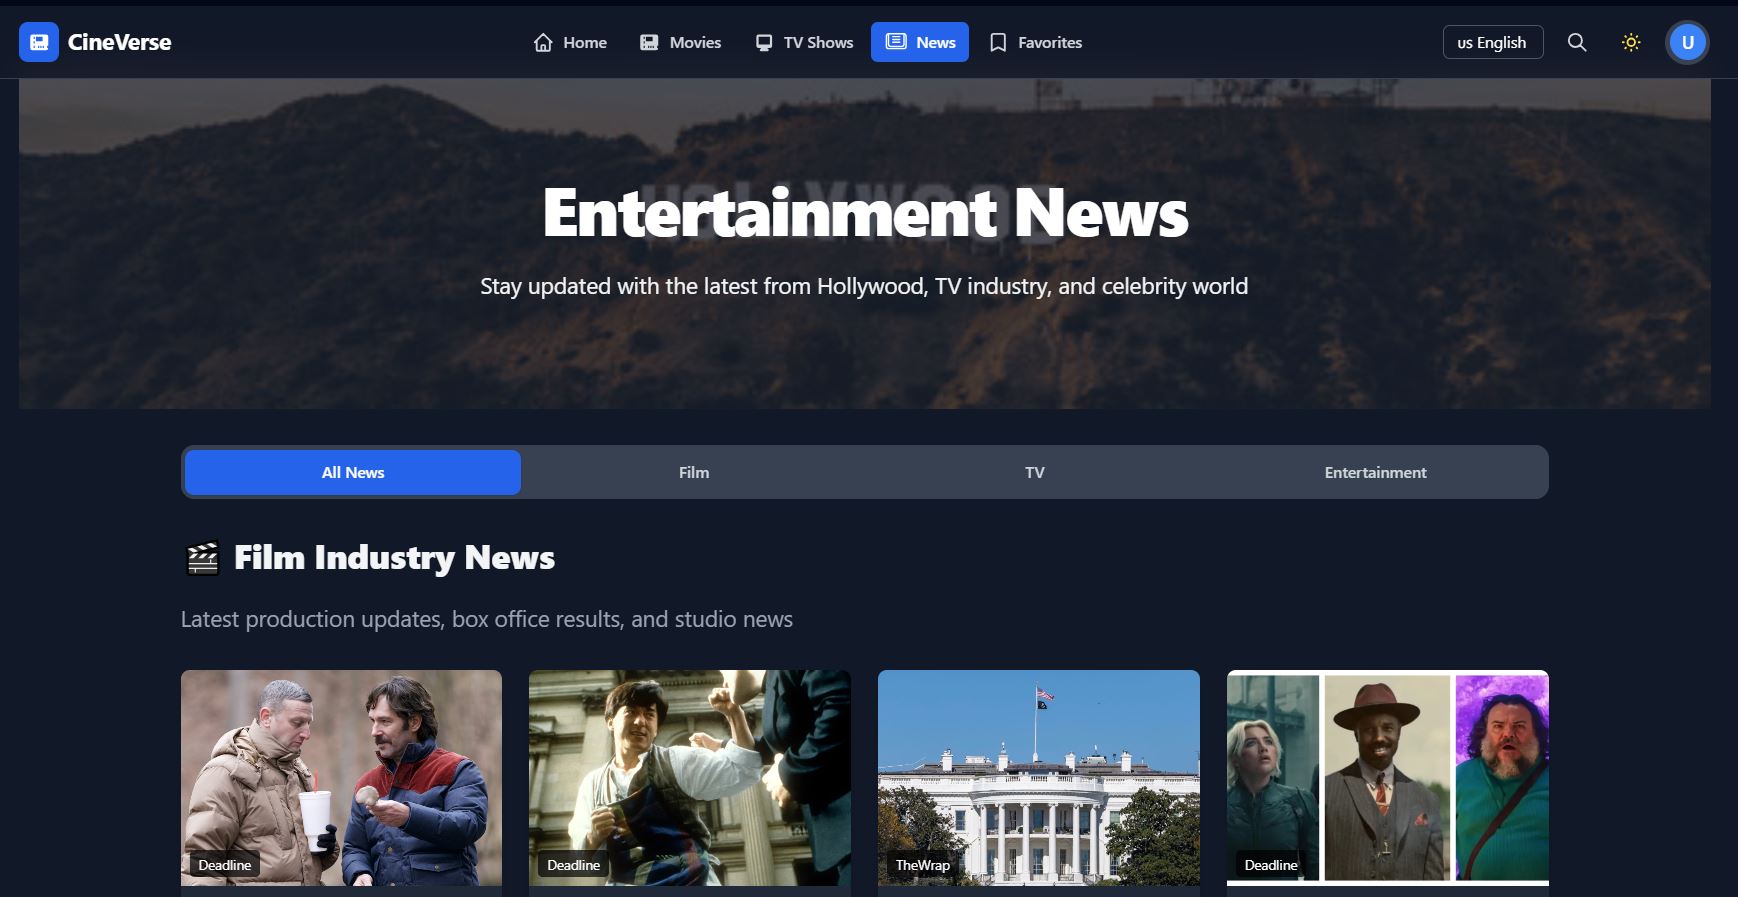 CineVerse
Home
Movies
TV Shows
News
Favorites
us English
U
HOLLYWOOD
Entertainment News
Stay updated with the latest from Hollywood, TV industry, and celebrity world
All News
Film
TV
Entertainment
Film Industry News
Latest production updates, box office results, and studio news
Deadline
Deadline
TheWrap
Deadline